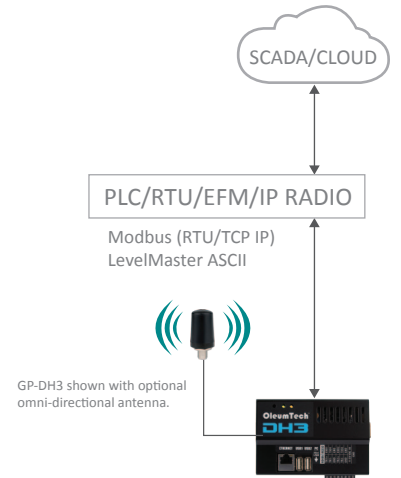 SCADA/CLOUD
PLC/RTU/EFM/IP RADIO
Modbus (RTU/TCP IP)
LevelMaster ASCII
GP-DH3 shown with optional
omni-directional antenna.
OleumTech
DH3
ETHERNET